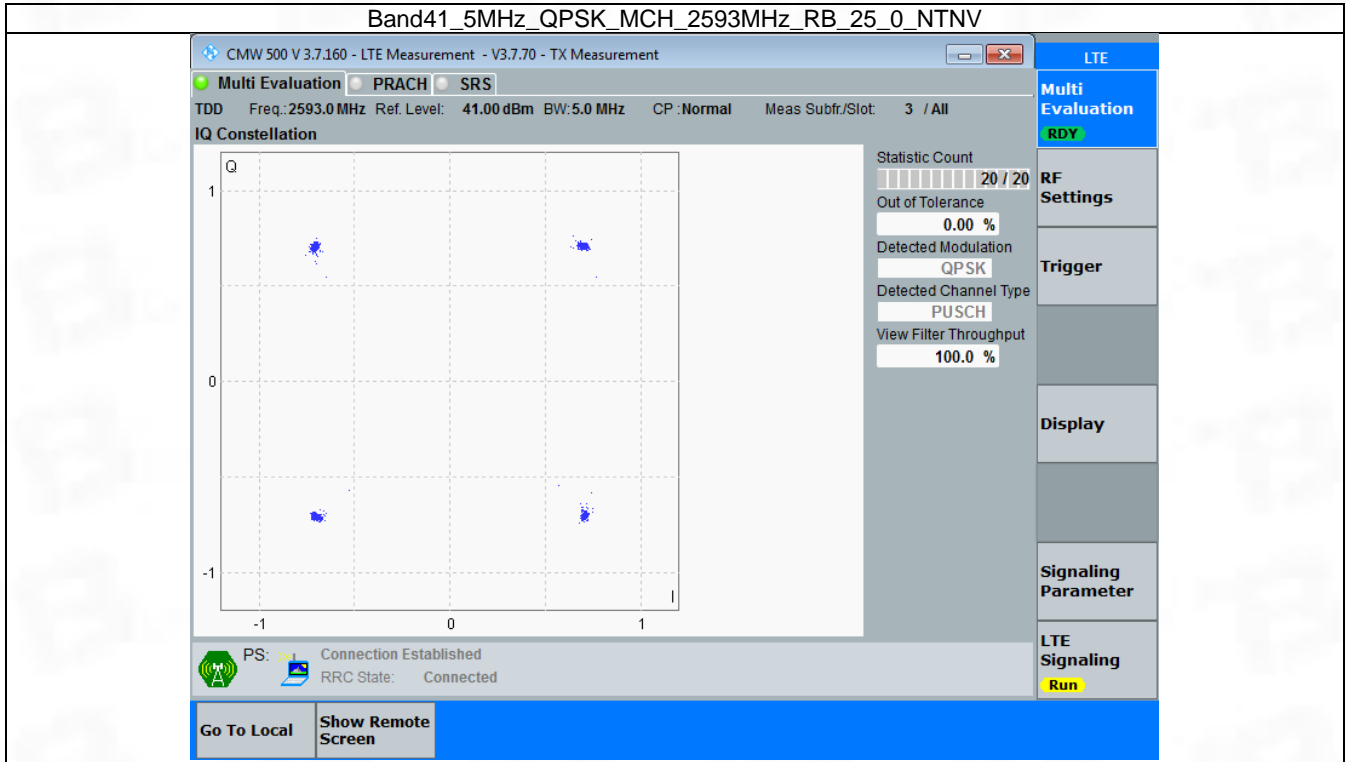 Band41_5MHz_QPSK_MCH_2593MHz_RB_25_0_NTNV
CMW 500 V 3.7.160 - LTE Measurement - V3.7.70 - TX Measurement
LTE
Multi Evaluation PRACH SRS
TDD Freq.:2593.0 MHz Ref. Level: 41.00 dBm BW:5.0 MHz CP :Normal Meas Subfr./Slot: 3 / All
IQ Constellation
Q
1
0
-1
I
-1 0 1
Statistic Count
20 / 20
Out of Tolerance
0.00 %
Detected Modulation
QPSK
Detected Channel Type
PUSCH
View Filter Throughput
100.0 %
Multi
Evaluation
RDY
RF
Settings
Trigger
Display
Signaling
Parameter
LTE
Signaling
Run
PS: Connection Established
RRC State: Connected
Go To Local
Show Remote
Screen